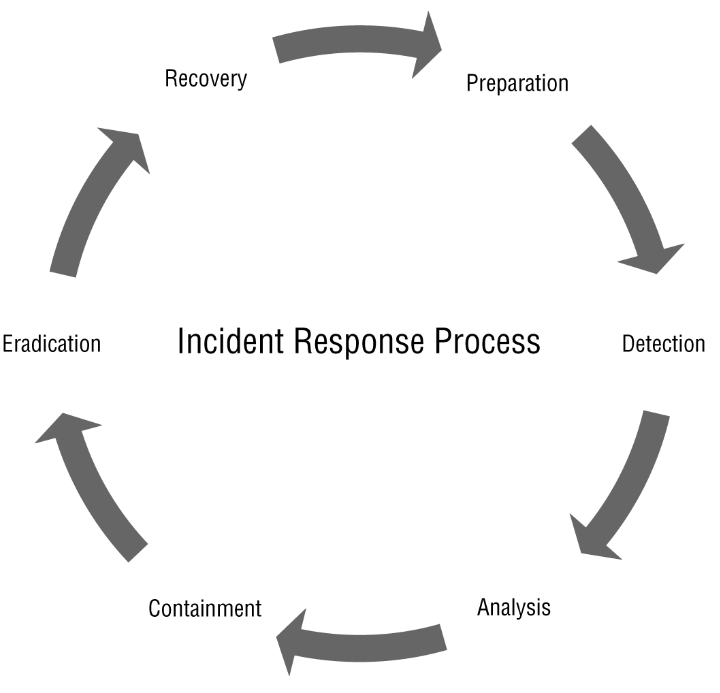 Recovery
Preparation
Eradication
Incident Response Process
Detection
Containment
Analysis